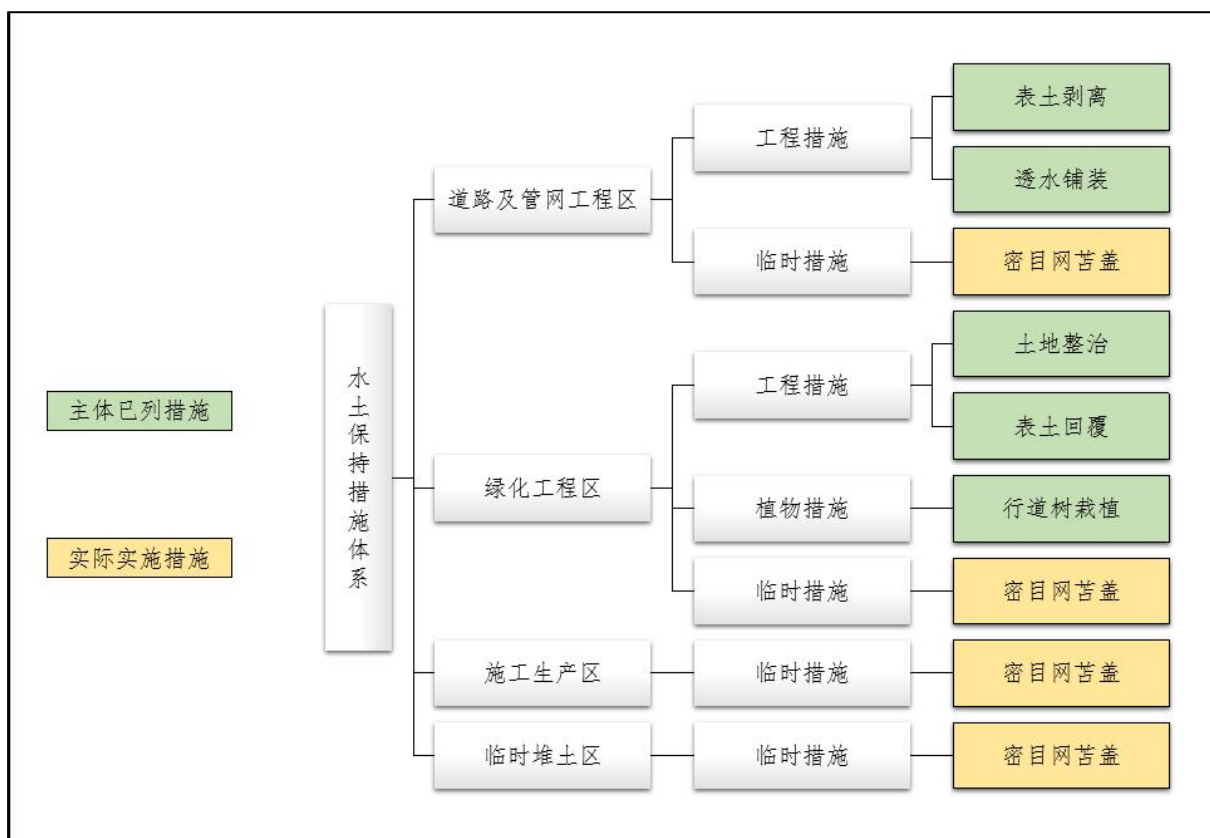 表土剥离
工程措施
透水铺装
道路及管网工程区
临时措施
密目网苫盖
土地整治
工程措施
表土回覆
主体已列措施
水土保持措施体系
绿化工程区
植物措施
行道树栽植
实际实施措施
临时措施
密目网苫盖
施工生产区
临时措施
密目网苫盖
临时堆土区
临时措施
密目网苫盖